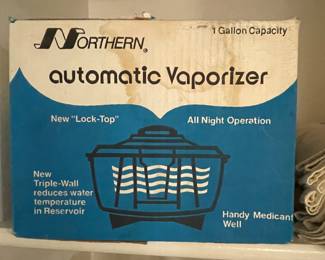 NORTHERN®
1 Gallon Capacity
automatic Vaporizer
New "Lock-Top"
All Night Operation
New
Triple-Wall
reduces water
temperature
in Reservoir
Handy Medicant
Well